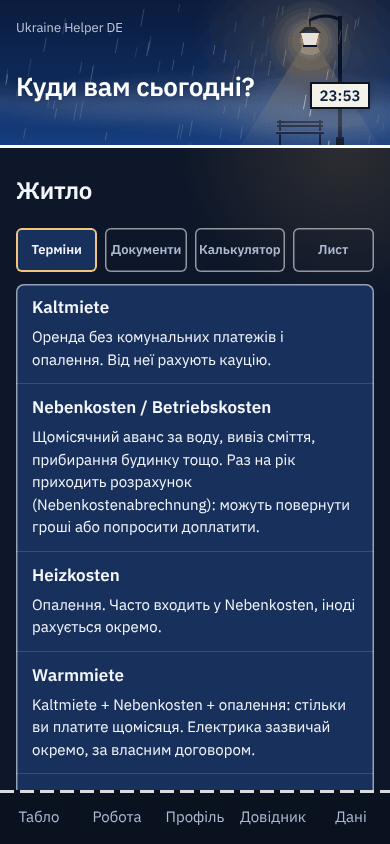 Ukraine Helper DE
Куди вам сьогодні?
23:53
Житло
Терміни
Документи
Калькулятор
Лист
Kaltmiete
Оренда без комунальних платежів і
опалення. Від неї рахують кауцію.
Nebenkosten / Betriebskosten
Щомісячний аванс за воду, вивіз сміття,
прибирання будинку тощо. Раз на рік
приходить розрахунок
(Nebenkostenabrechnung): можуть повернути
гроші або попросити доплатити.
Heizkosten
Опалення. Часто входить у Nebenkosten, іноді
рахується окремо.
Warmmiete
Kaltmiete + Nebenkosten + опалення: стільки
ви платите щомісяця. Електрика зазвичай
окремо, за власним договором.
Табло
Робота
Профіль
Довідник
Дані